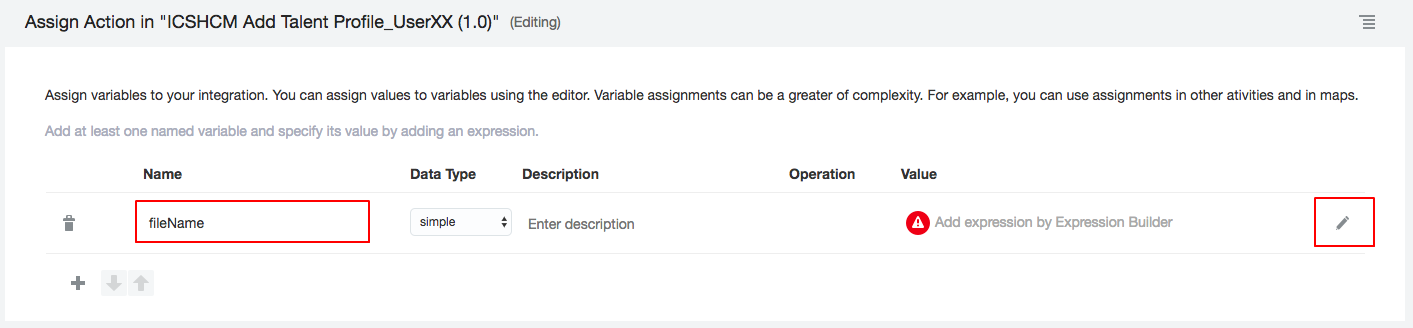 Assign Action in "ICSHCM Add Talent Profile_UserXX (1.0)" (Editing)
Assign variables to your integration. You can assign values to variables using the editor. Variable assignments can be a greater of complexity. For example, you can use assignments in other ativities and in maps.
Add at least one named variable and specify its value by adding an expression.
Name Data Type Description Operation Value
fileName simple Enter description Add expression by Expression Builder